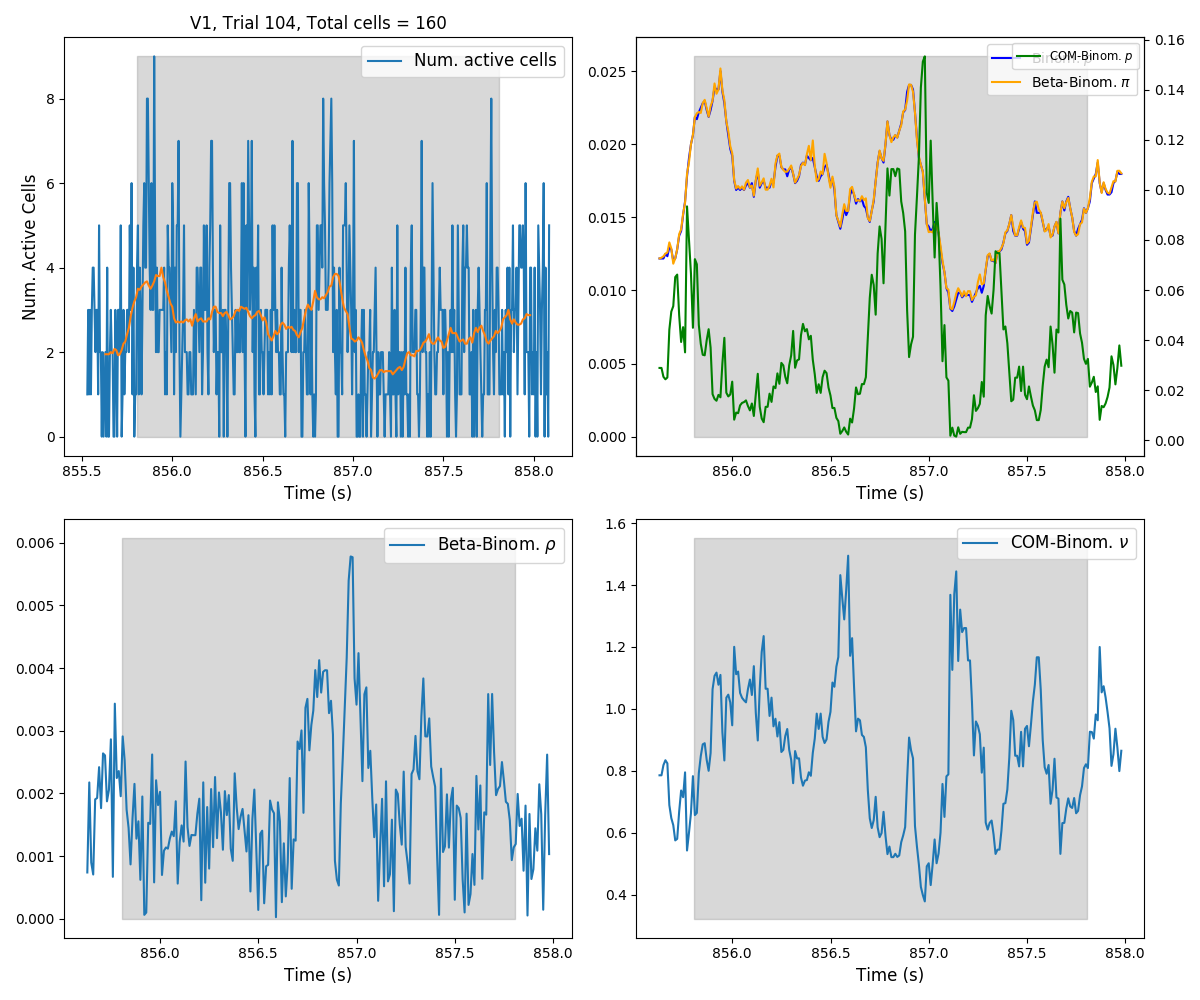 V1, Trial 104, Total cells = 160
Num. active cells
Num. Active Cells
8
6
4
2
0
855.5 856.0 856.5 857.0 857.5 858.0
Time (s)
COM-Binom. p
Beta-Binom. π
0.025
0.020
0.015
0.010
0.005
0.000
0.16
0.14
0.12
0.10
0.08
0.06
0.04
0.02
0.00
856.0 856.5 857.0 857.5 858.0
Time (s)
Beta-Binom. ρ
0.006
0.005
0.004
0.003
0.002
0.001
0.000
856.0 856.5 857.0 857.5 858.0
Time (s)
COM-Binom. ν
1.6
1.4
1.2
1.0
0.8
0.6
0.4
856.0 856.5 857.0 857.5 858.0
Time (s)